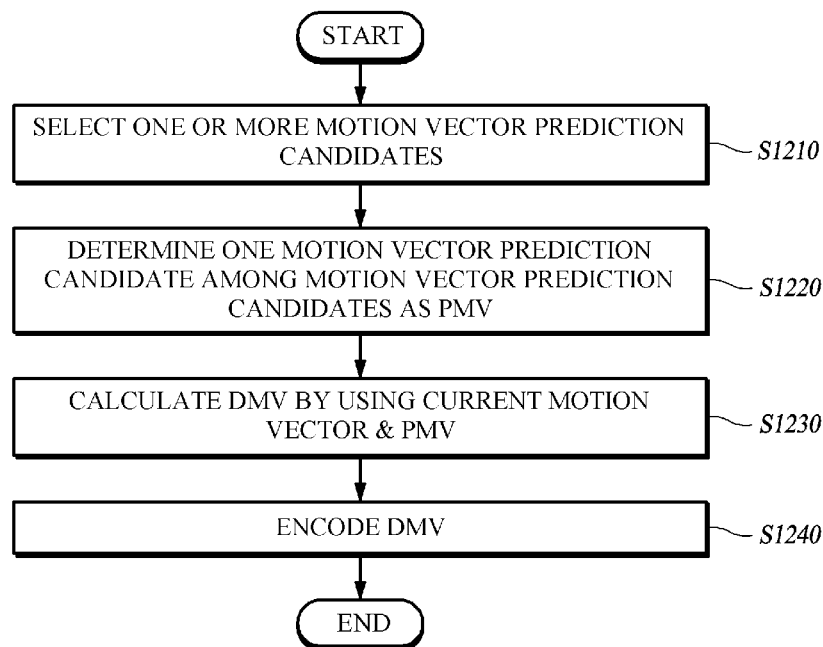 START
SELECT ONE OR MORE MOTION VECTOR PREDICTION
CANDIDATES
S1210
DETERMINE ONE MOTION VECTOR PREDICTION
CANDIDATE AMONG MOTION VECTOR PREDICTION
CANDIDATES AS PMV
S1220
CALCULATE DMV BY USING CURRENT MOTION
VECTOR & PMV
S1230
ENCODE DMV
S1240
END